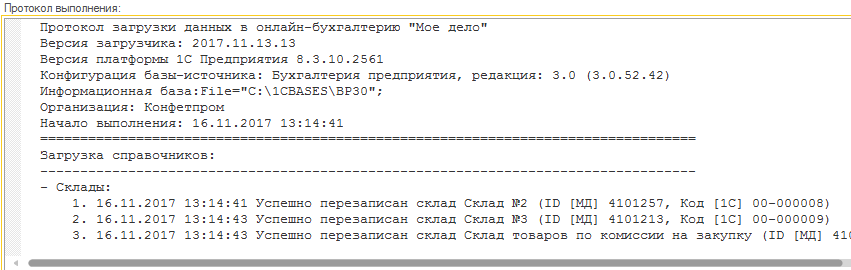 Протокол выполнения:
Протокол загрузки данных в онлайн-бухгалтерию "Мое дело"
Версия загрузчика: 2017.11.13.13
Версия платформы 1С Предприятия 8.3.10.2561
Конфигурация базы-источника: Бухгалтерия предприятия, редакция: 3.0 (3.0.52.42)
Информационная база:File="C:\1CBASES\BP30";
Организация: Конфетпром
Начало выполнения: 16.11.2017 13:14:41
Загрузка справочников:
- Склады:
1. 16.11.2017 13:14:41 Успешно перезаписан склад Склад №2 (ID [МД] 4101257, Код [1С] 00-000008)
2. 16.11.2017 13:14:43 Успешно перезаписан склад Склад №3 (ID [МД] 4101213, Код [1С] 00-000009)
3. 16.11.2017 13:14:43 Успешно перезаписан склад Склад товаров по комиссии на закупку (ID [МД]